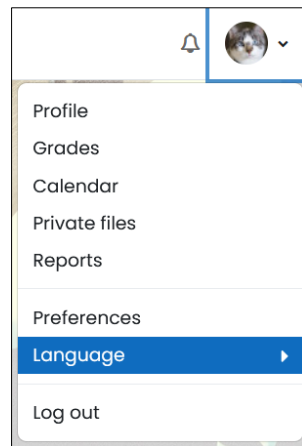 Profile
Grades
Calendar
Private files
Reports
Preferences
Language
Log out